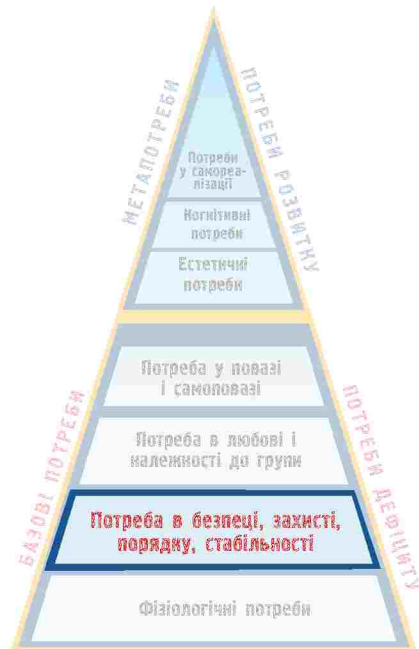 МЕТАПОТРЕБИ
ПОТРЕБИ РОЗВИТКУ
Потреби
у самореа-
лізації
Когнітивні
потреби
Естетичні
потреби
БАЗОВІ ПОТРЕБИ
ПОТРЕБИ ДЕФІЦИТУ
Потреба у повазі
і самоповазі
Потреба в любові і
належності до групи
Потреба в безпеці, захисті,
порядку, стабільності
Фізіологічні потреби